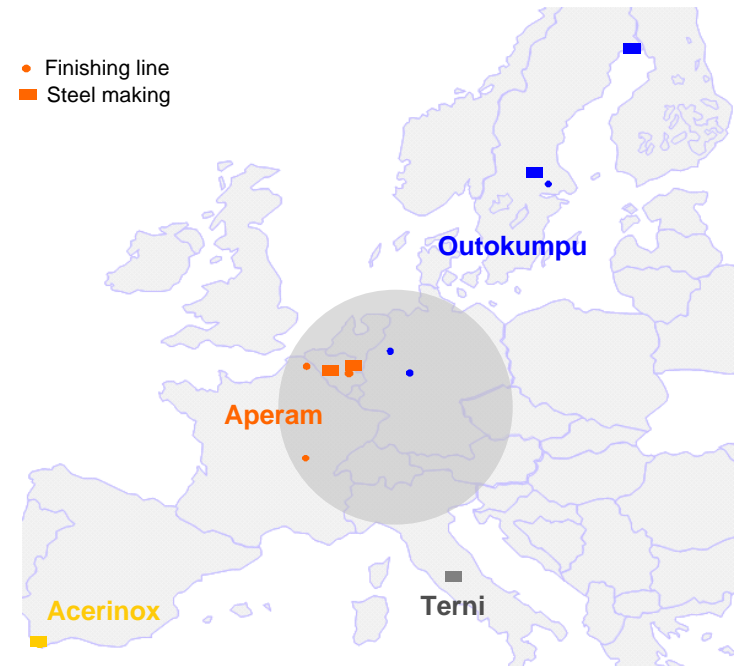 Finishing line
Steel making
Outokumpu
Aperam
Acerinox
Terni